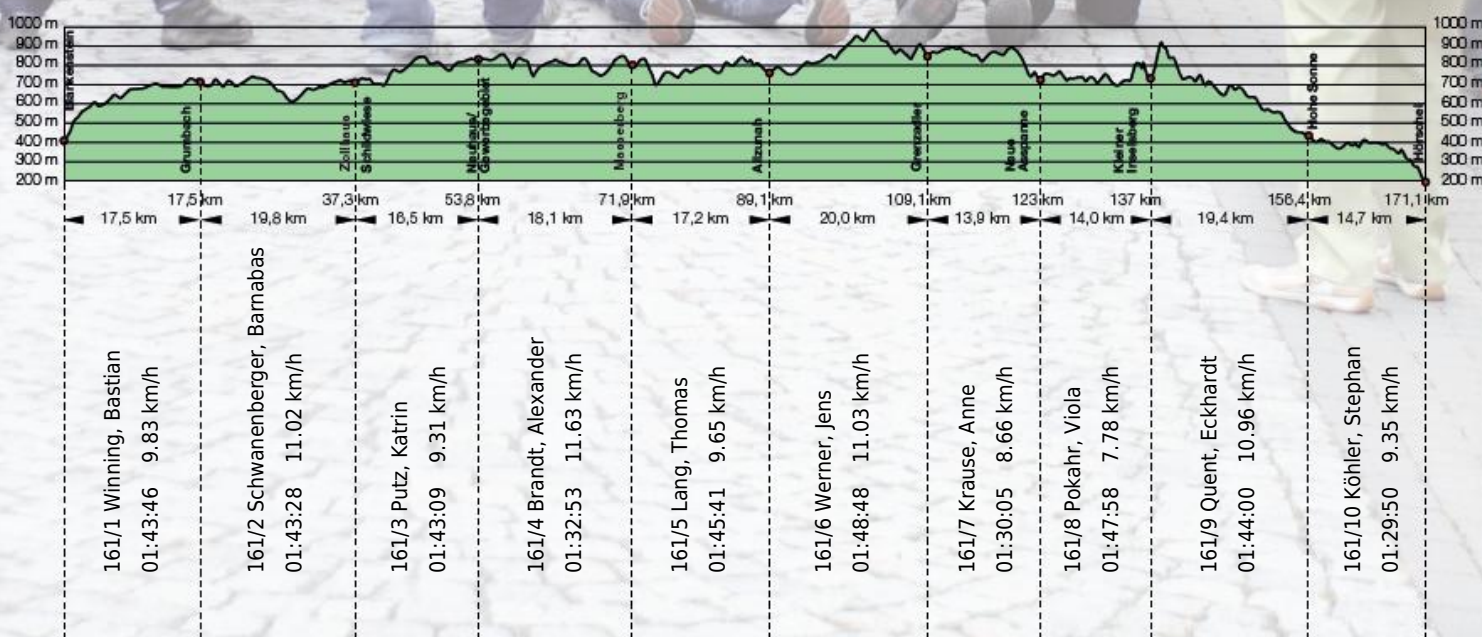 1000 m
900 m
800 m
700 m
600 m
500 m
400 m
300 m
200 m
1000 m
900 m
800 m
700 m
600 m
500 m
400 m
300 m
200 m
Blankenstein
Grumbach
Zollhaus
Schildwiese
Neuhaus/
Masserberg
Allzunah
Grenzadler
Neue
Ausspanne
Kleiner
Inselsberg
Hohe Sonne
Hörschel
17,5 km
37,3 km
53,8 km
71,9 km
89,1 km
109,1 km
123 km
137 km
156,4 km
171,1 km
17,5 km
19,8 km
16,5 km
18,1 km
17,2 km
20,0 km
13,9 km
14,0 km
19,4 km
14,7 km
161/1 Winning, Bastian
01:43:46 9.83 km/h
161/2 Schwanenberger, Barnabas
01:43:28 11.02 km/h
161/3 Putz, Katrin
01:43:09 9.31 km/h
161/4 Brandt, Alexander
01:32:53 11.63 km/h
161/5 Lang, Thomas
01:45:41 9.65 km/h
161/6 Werner, Jens
01:48:48 11.03 km/h
161/7 Krause, Anne
01:30:05 8.66 km/h
161/8 Pokahr, Viola
01:47:58 7.78 km/h
161/9 Quent, Eckhardt
01:44:00 10.96 km/h
161/10 Köhler, Stephan
01:29:50 9.35 km/h